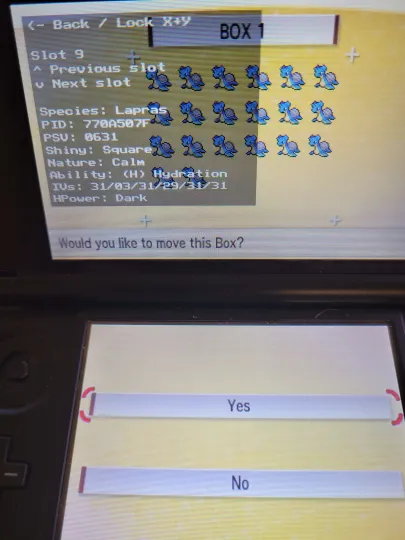 <- Back / Lock X+Y
BOX 1
Slot 9
^ Previous slot
v Next slot
Species: Lapras
PID: 770A507F
PSV: 0631
Shiny: Square
Nature: Calm
Ability: (H) Hydration
IVs: 31/03/31/29/31/31
HPower: Dark
Would you like to move this Box?
Yes
No